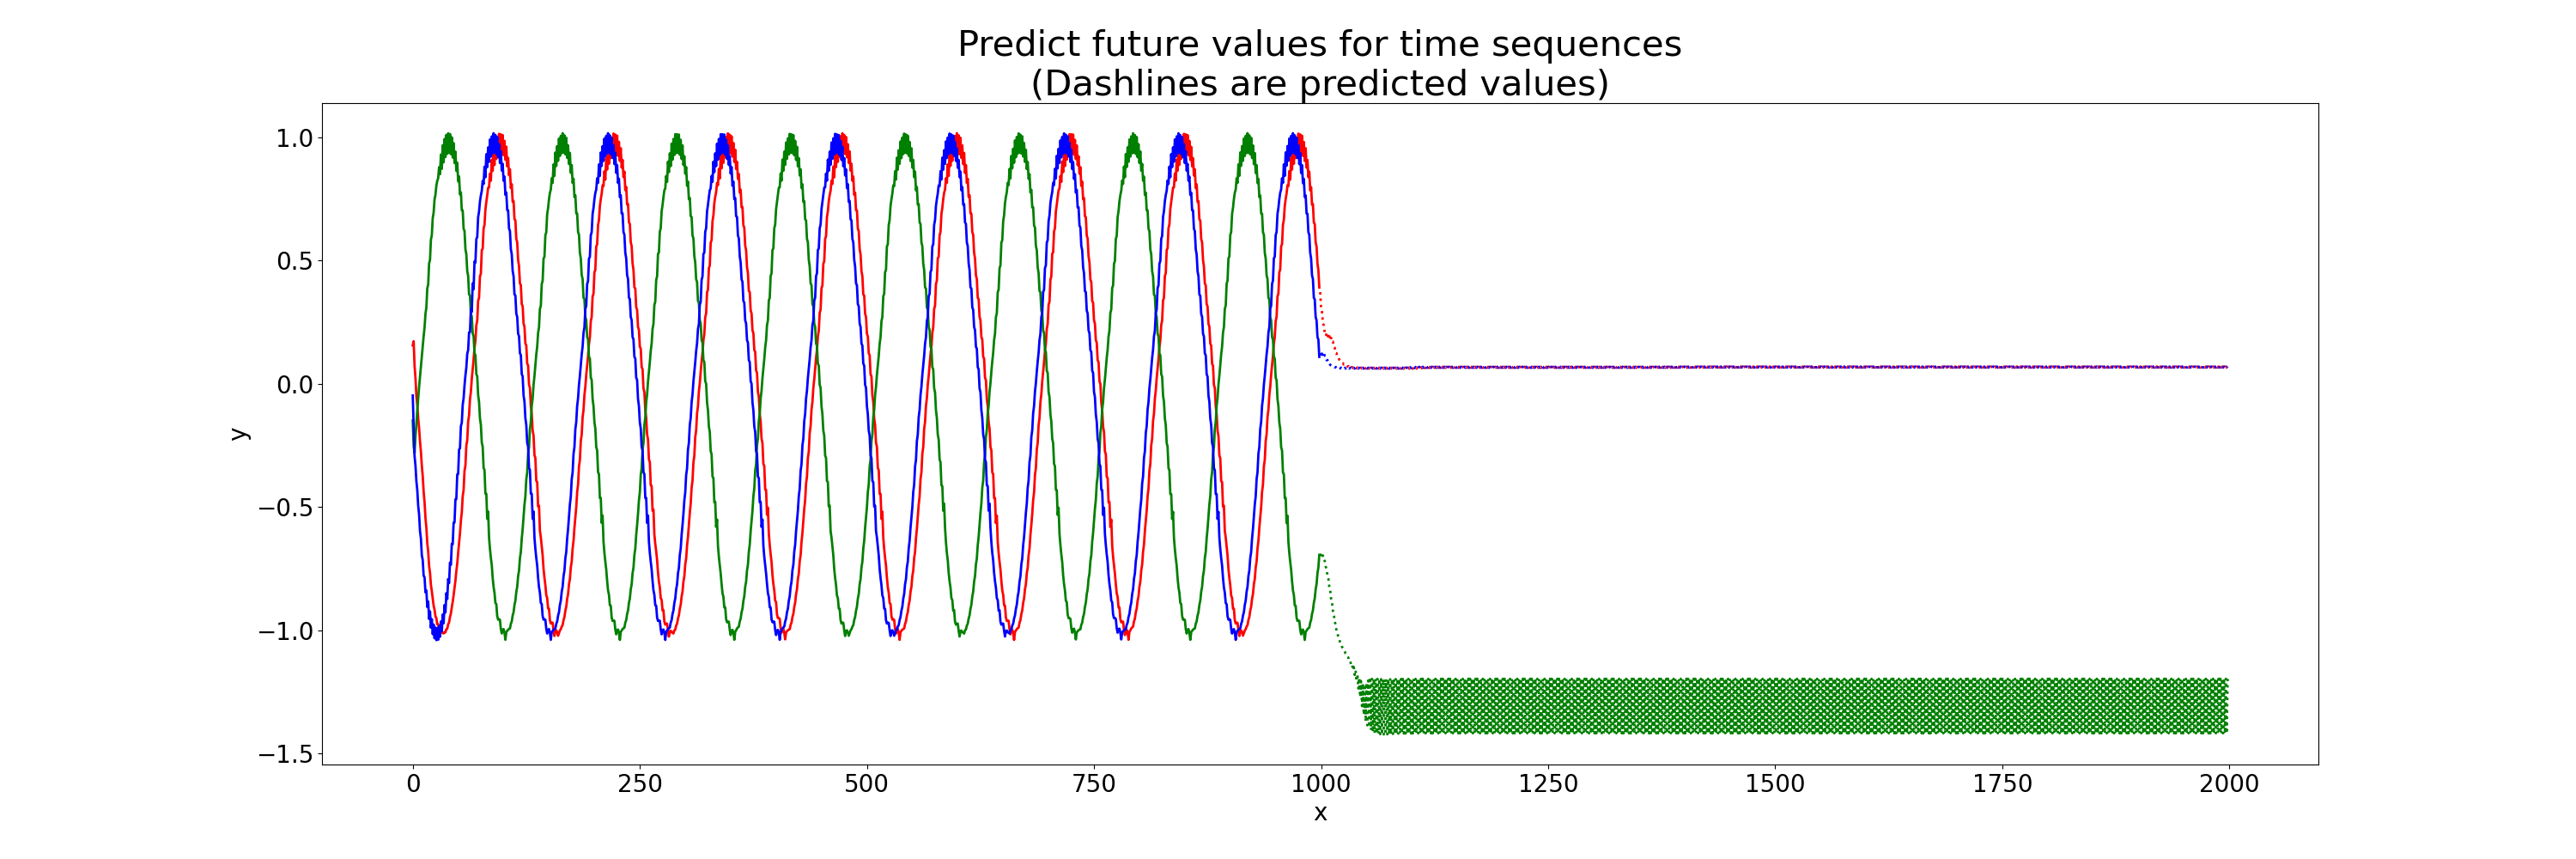 Predict future values for time sequences
(Dashlines are predicted values)
1.0
0.5
0.0
−0.5
−1.0
−1.5
y
0 250 500 750 1000 1250 1500 1750 2000
x